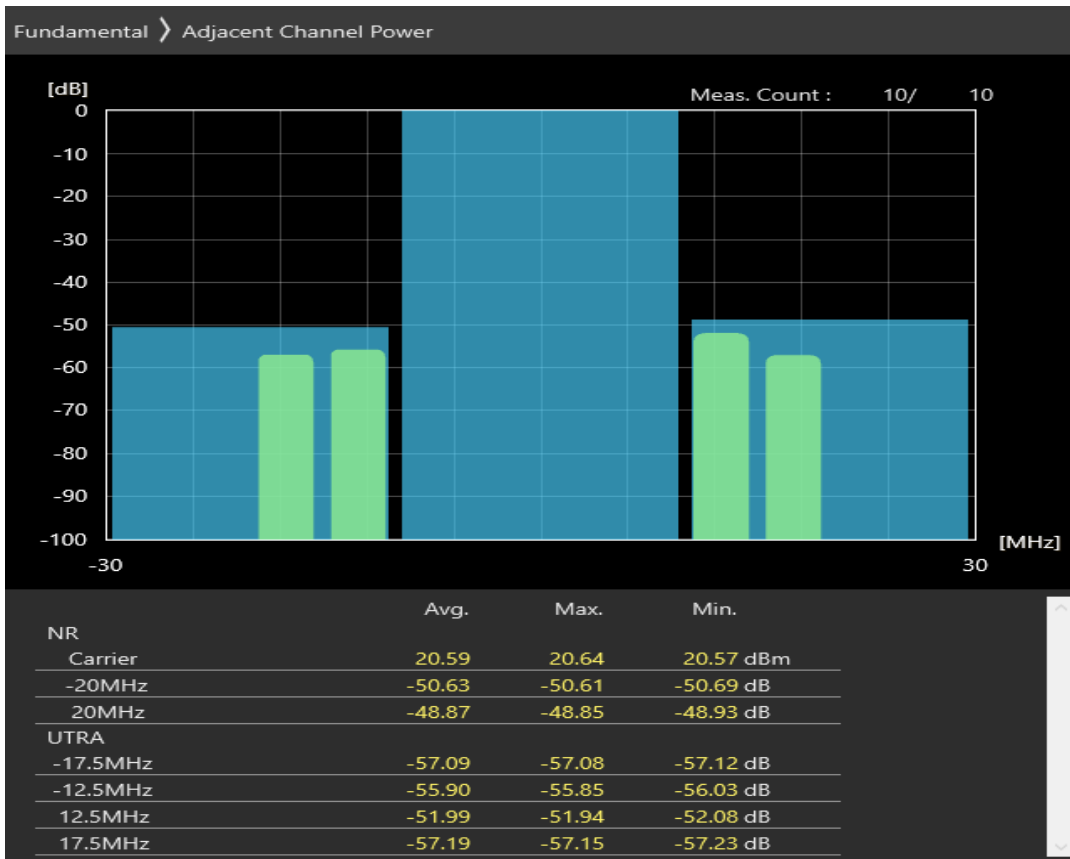 Fundamental 〉 Adjacent Channel Power
[dB]
Meas. Count : 10/ 10
0
-10
-20
-30
-40
-50
-60
-70
-80
-90
-100
[MHz]
-30 30
Avg. Max. Min.
NR
Carrier 20.59 20.64 20.57 dBm
-20MHz -50.63 -50.61 -50.69 dB
20MHz -48.87 -48.85 -48.93 dB
UTRA
-17.5MHz -57.09 -57.08 -57.12 dB
-12.5MHz -55.90 -55.85 -56.03 dB
12.5MHz -51.99 -51.94 -52.08 dB
17.5MHz -57.19 -57.15 -57.23 dB